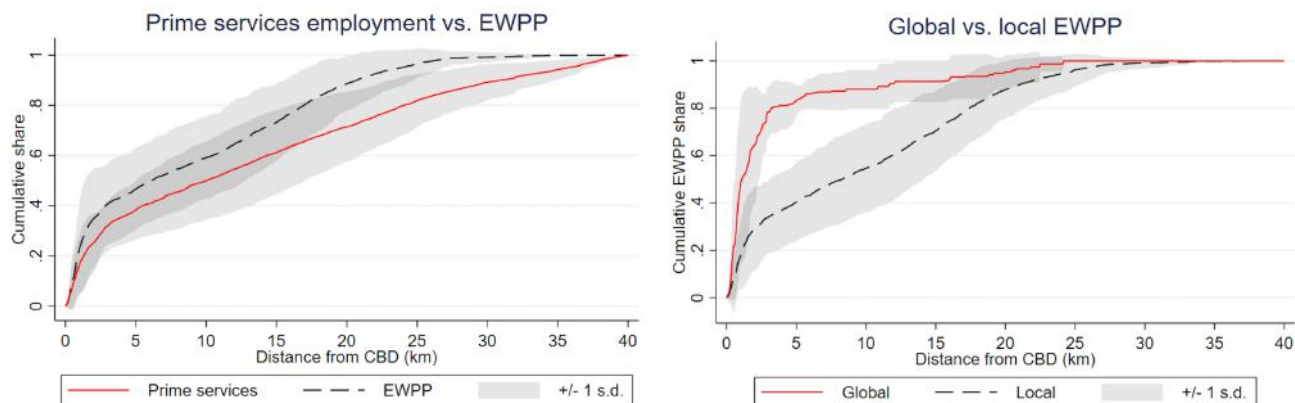 Prime services employment vs. EWPP
Cumulative share
0 .2 .4 .6 .8 1
0 5 10 15 20 25 30 35 40
Distance from CBD (km)
Prime services EWPP +/- 1 s.d.
Global vs. local EWPP
Cumulative EWPP share
0 .2 .4 .6 .8 1
0 5 10 15 20 25 30 35 40
Distance from CBD (km)
Global Local +/- 1 s.d.